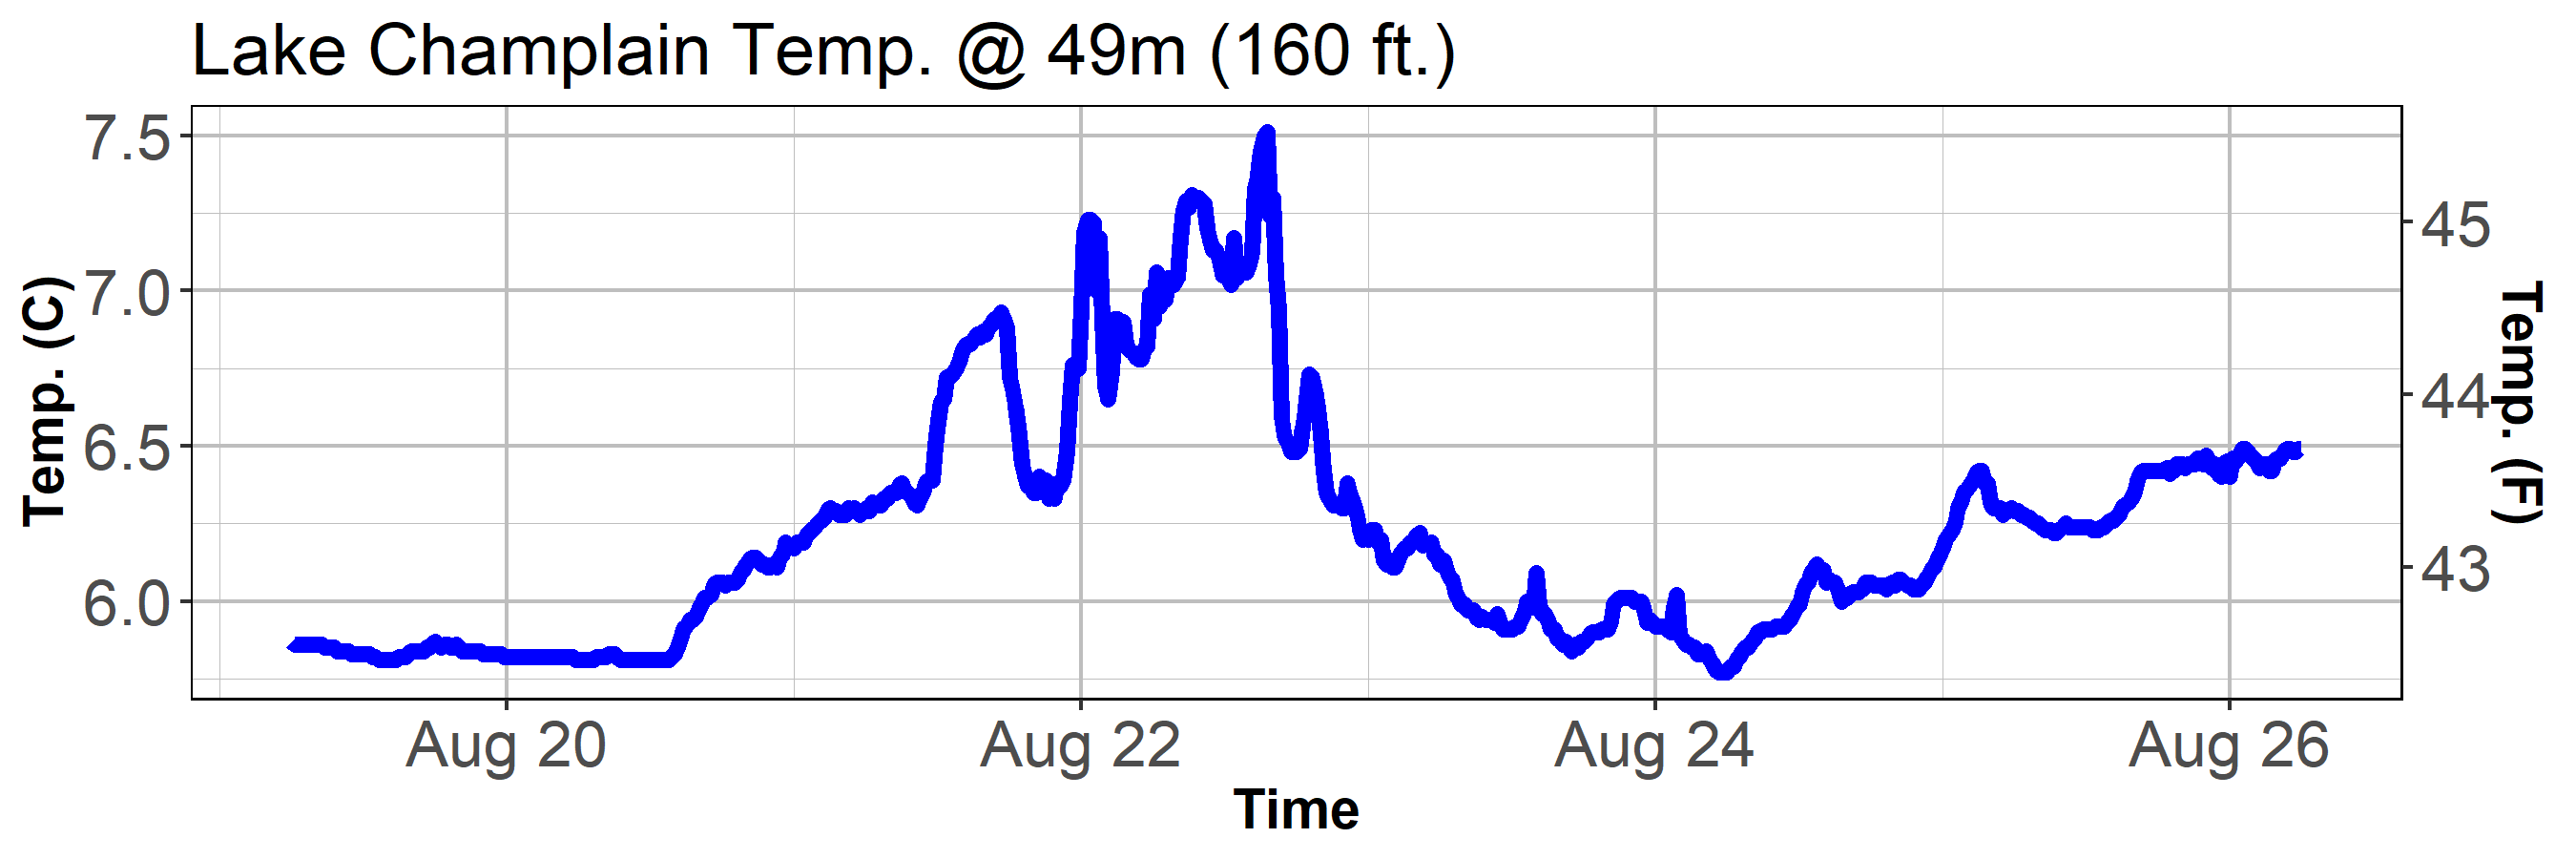 Lake Champlain Temp. @ 49m (160 ft.)
7.5
7.0
6.5
6.0
Temp. (C)
45
44
43
Temp. (F)
Aug 20 Aug 22 Aug 24 Aug 26
Time